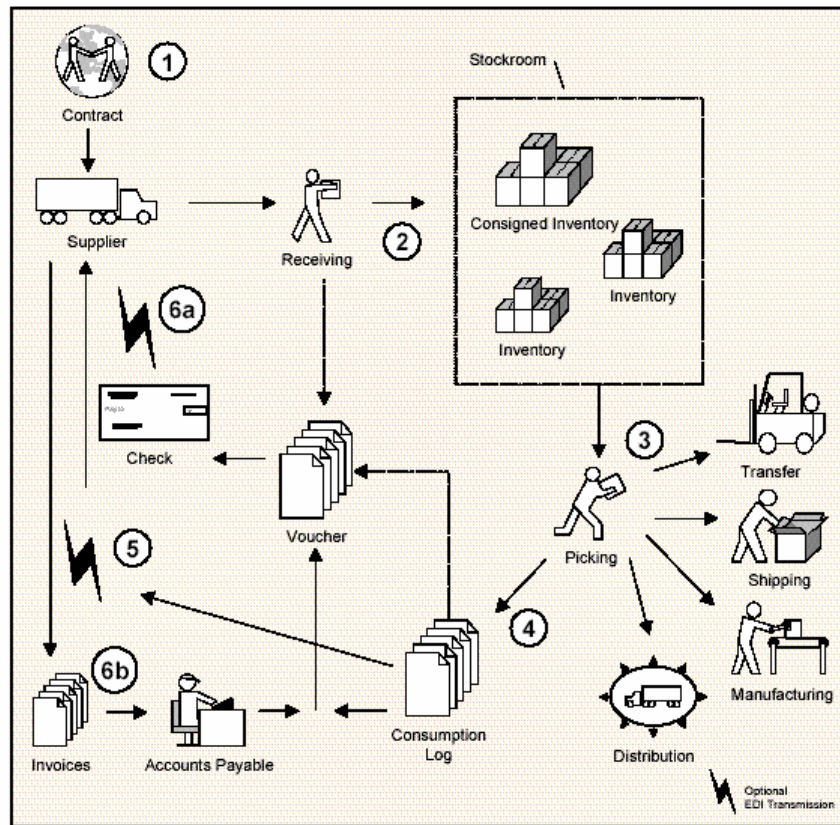 1
Contract
Stockroom
Supplier
Receiving
2
Consigned Inventory
Inventory
Inventory
6a
Check
Voucher
3
Picking
Transfer
Shipping
Manufacturing
Distribution
5
4
6b
Invoices
Accounts Payable
Consumption
Log
Optional
EDI Transmission